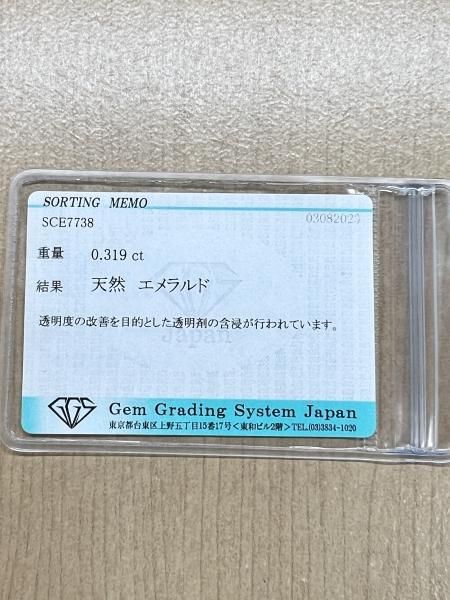 SORTING MEMO
SCE7738
03082023
重量 0.319 ct
結果 天然 エメラルド
透明度の改善を目的とした透明剤の含浸が行われています。
Japan
GGS Gem Grading System Japan
東京都台東区上野五丁目15番17号＜東和ビル2階＞TEL.(03)3834-1020